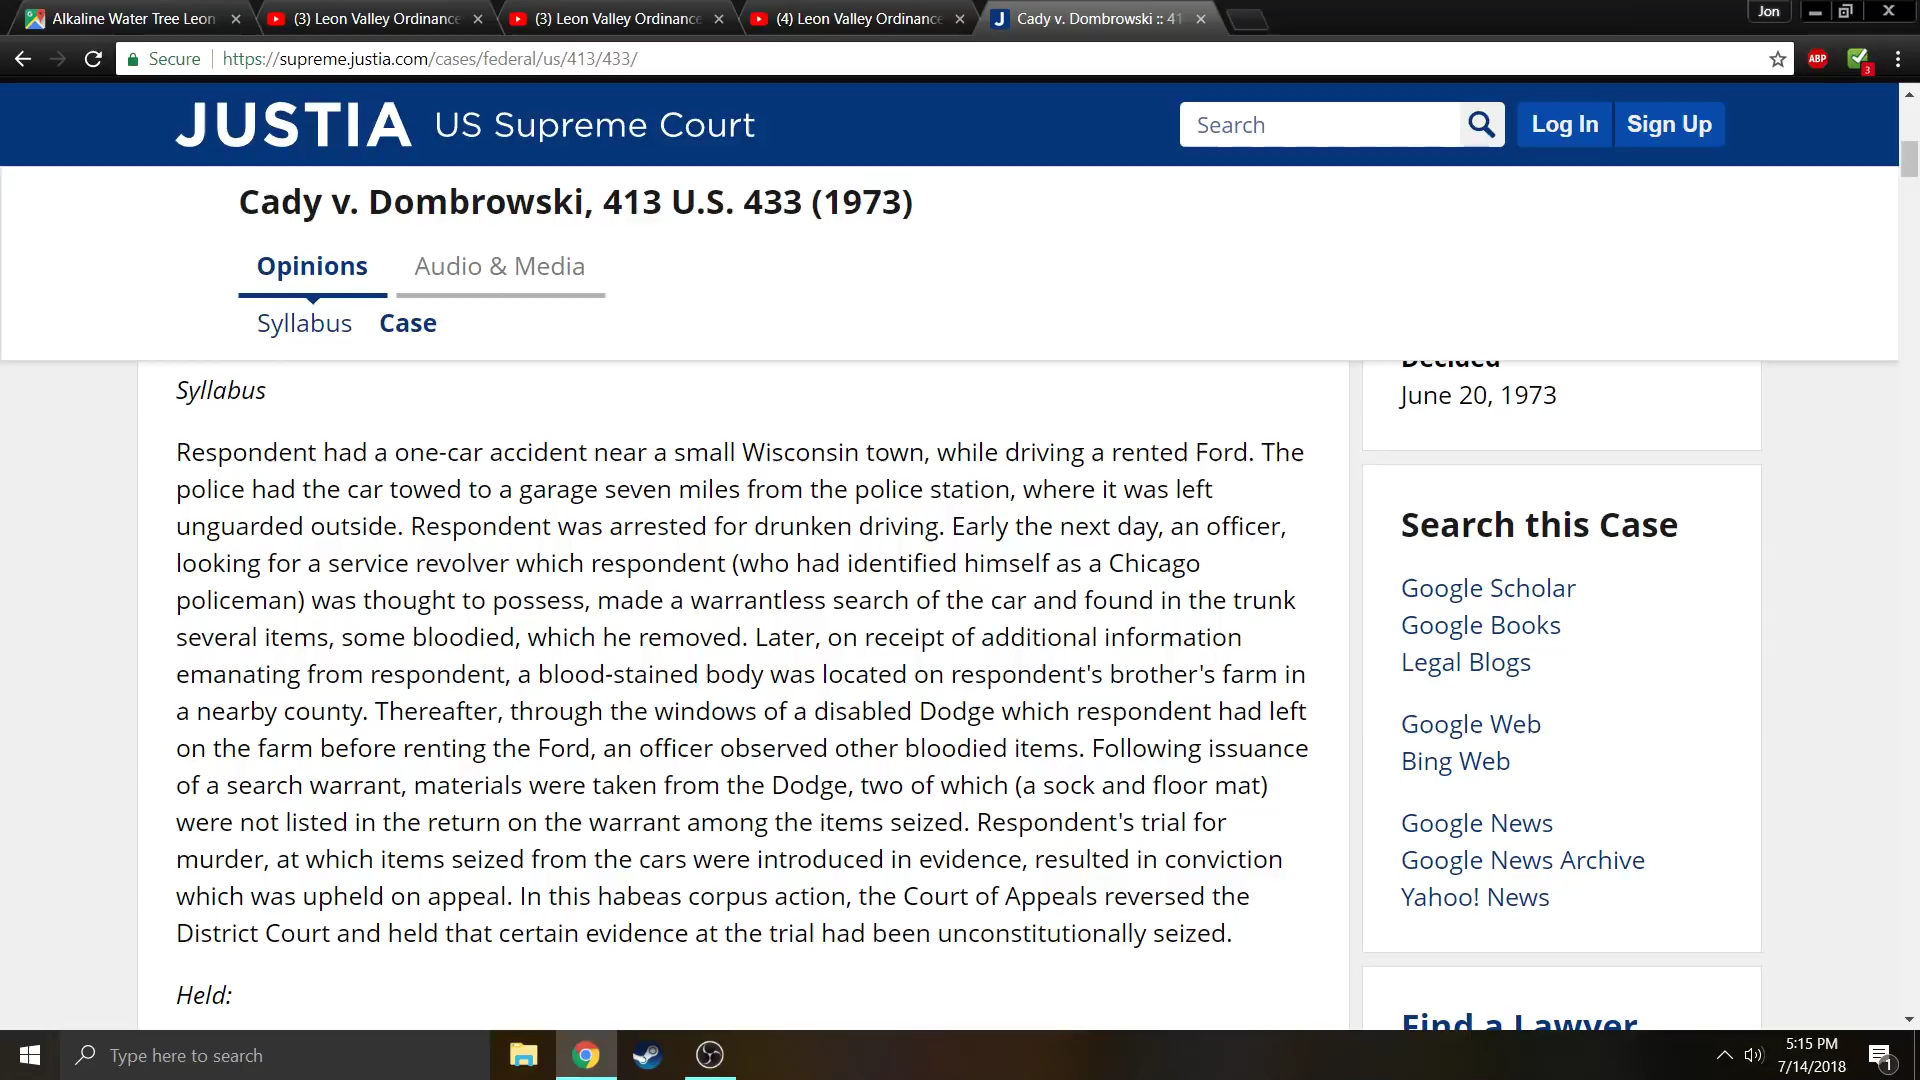 Alkaline Water Tree Leon
(3) Leon Valley Ordinance
(3) Leon Valley Ordinance
(4) Leon Valley Ordinance
Cady v. Dombrowski :: 41
Jon
Secure
https://supreme.justia.com/cases/federal/us/413/433/
ABP
3
JUSTIA US Supreme Court
Search
Log In
Sign Up
Cady v. Dombrowski, 413 U.S. 433 (1973)
Opinions
Audio & Media
Syllabus
Case
Syllabus
Respondent had a one-car accident near a small Wisconsin town, while driving a rented Ford. The
police had the car towed to a garage seven miles from the police station, where it was left
unguarded outside. Respondent was arrested for drunken driving. Early the next day, an officer,
looking for a service revolver which respondent (who had identified himself as a Chicago
policeman) was thought to possess, made a warrantless search of the car and found in the trunk
several items, some bloodied, which he removed. Later, on receipt of additional information
emanating from respondent, a blood-stained body was located on respondent's brother's farm in
a nearby county. Thereafter, through the windows of a disabled Dodge which respondent had left
on the farm before renting the Ford, an officer observed other bloodied items. Following issuance
of a search warrant, materials were taken from the Dodge, two of which (a sock and floor mat)
were not listed in the return on the warrant among the items seized. Respondent's trial for
murder, at which items seized from the cars were introduced in evidence, resulted in conviction
which was upheld on appeal. In this habeas corpus action, the Court of Appeals reversed the
District Court and held that certain evidence at the trial had been unconstitutionally seized.
Held:
Decided
June 20, 1973
Search this Case
Google Scholar
Google Books
Legal Blogs
Google Web
Bing Web
Google News
Google News Archive
Yahoo! News
Find a Lawyer
Type here to search
5:15 PM
7/14/2018
1